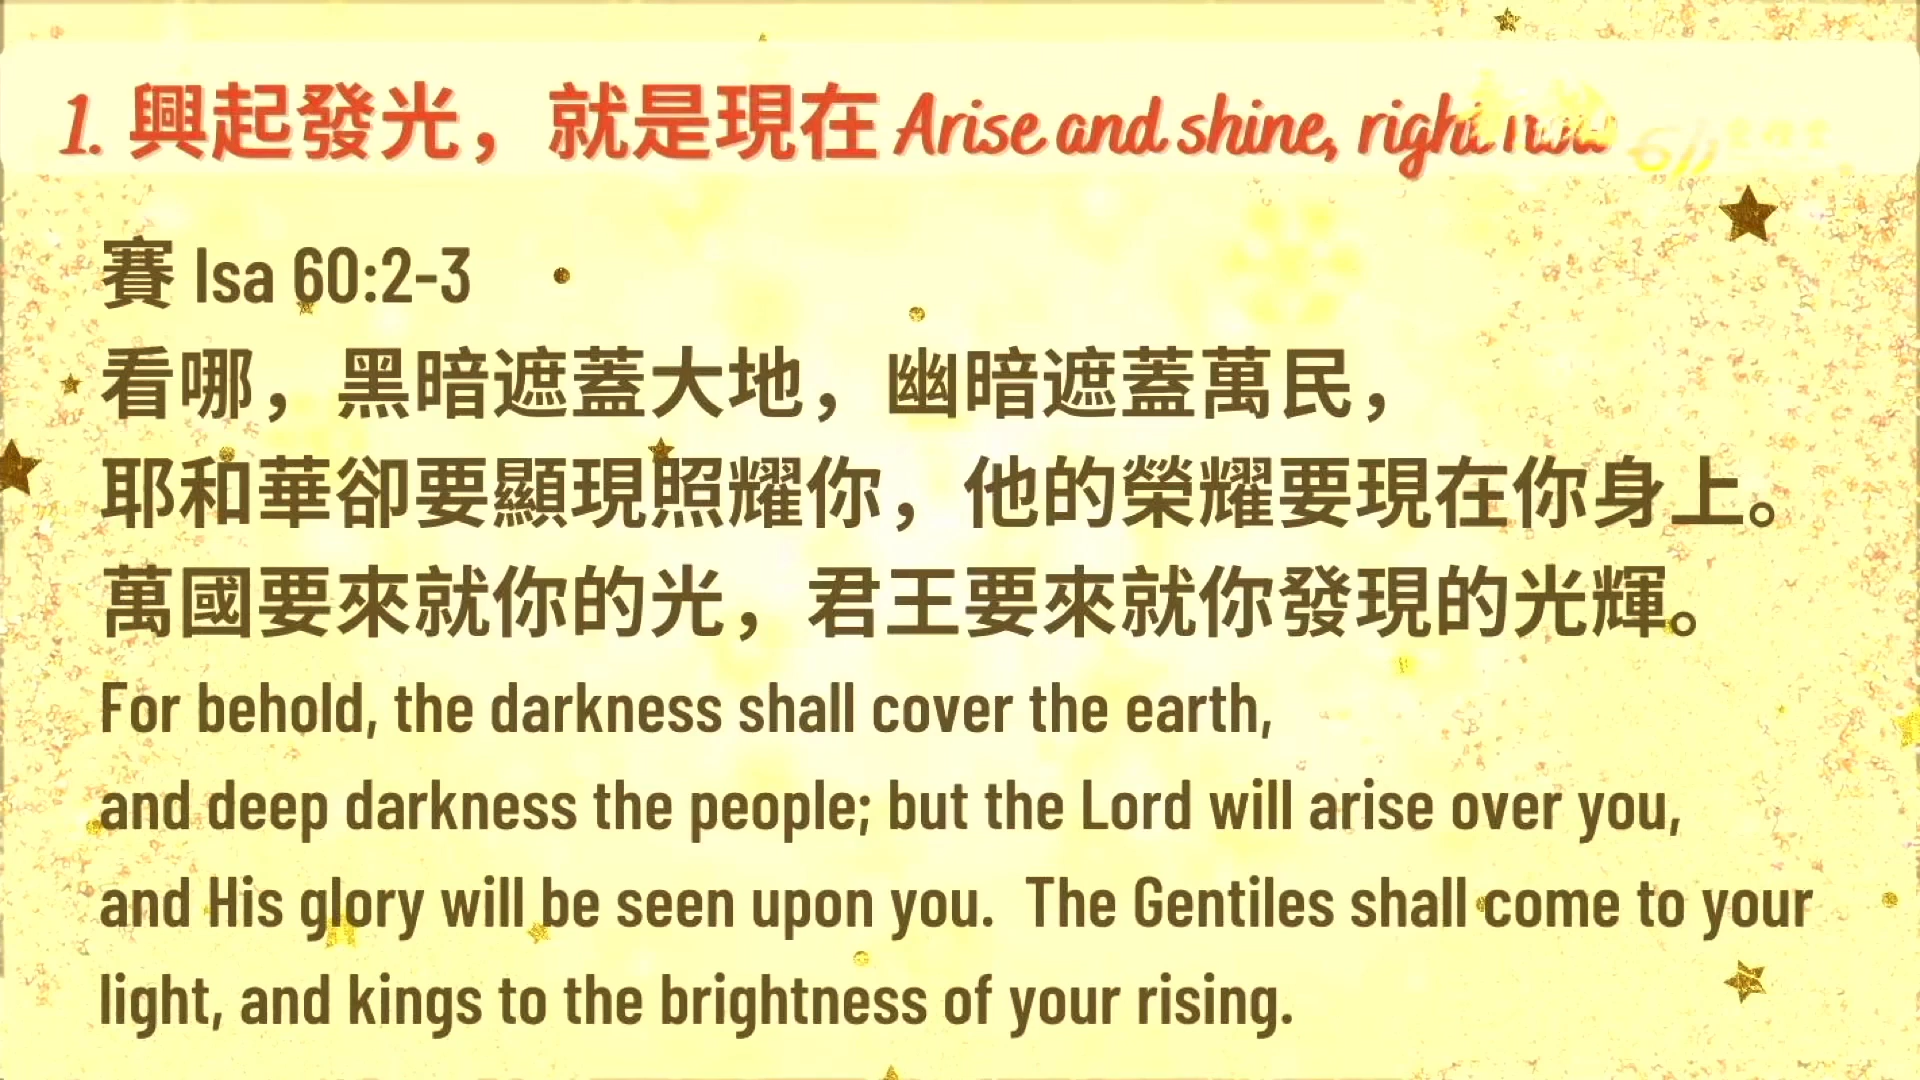 1. 興起發光，就是現在 Arise and shine, right now
賽 Isa 60:2-3
看哪，黑暗遮蓋大地，幽暗遮蓋萬民，
耶和華卻要顯現照耀你，他的榮耀要現在你身上。
萬國要來就你的光，君王要來就你發現的光輝。
For behold, the darkness shall cover the earth,
and deep darkness the people; but the Lord will arise over you,
and His glory will be seen upon you.  The Gentiles shall come to your
light, and kings to the brightness of your rising.